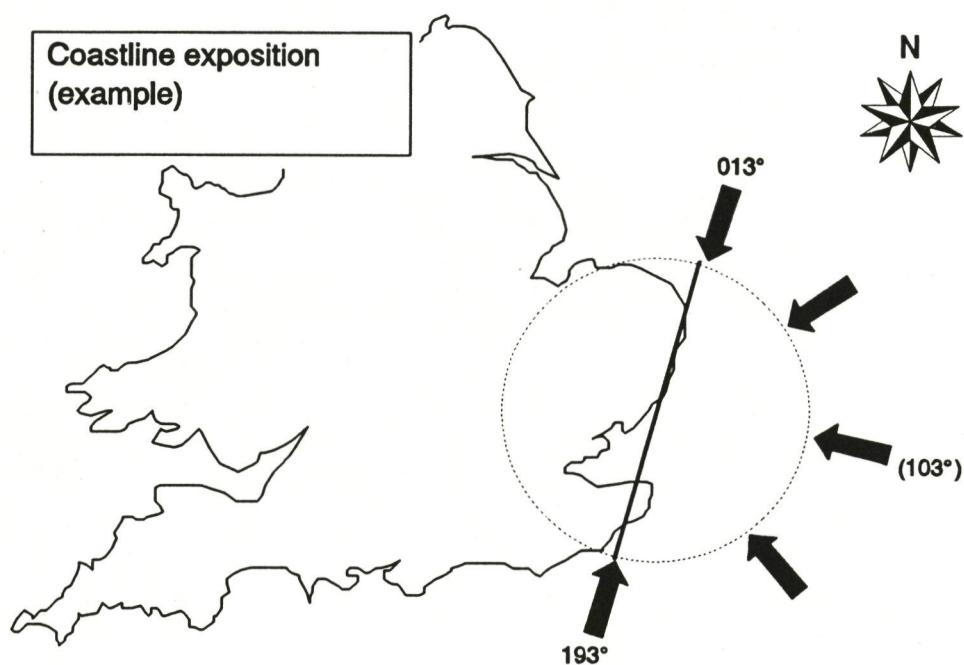 Coastline exposition
(example)
N
013°
(103°)
193°